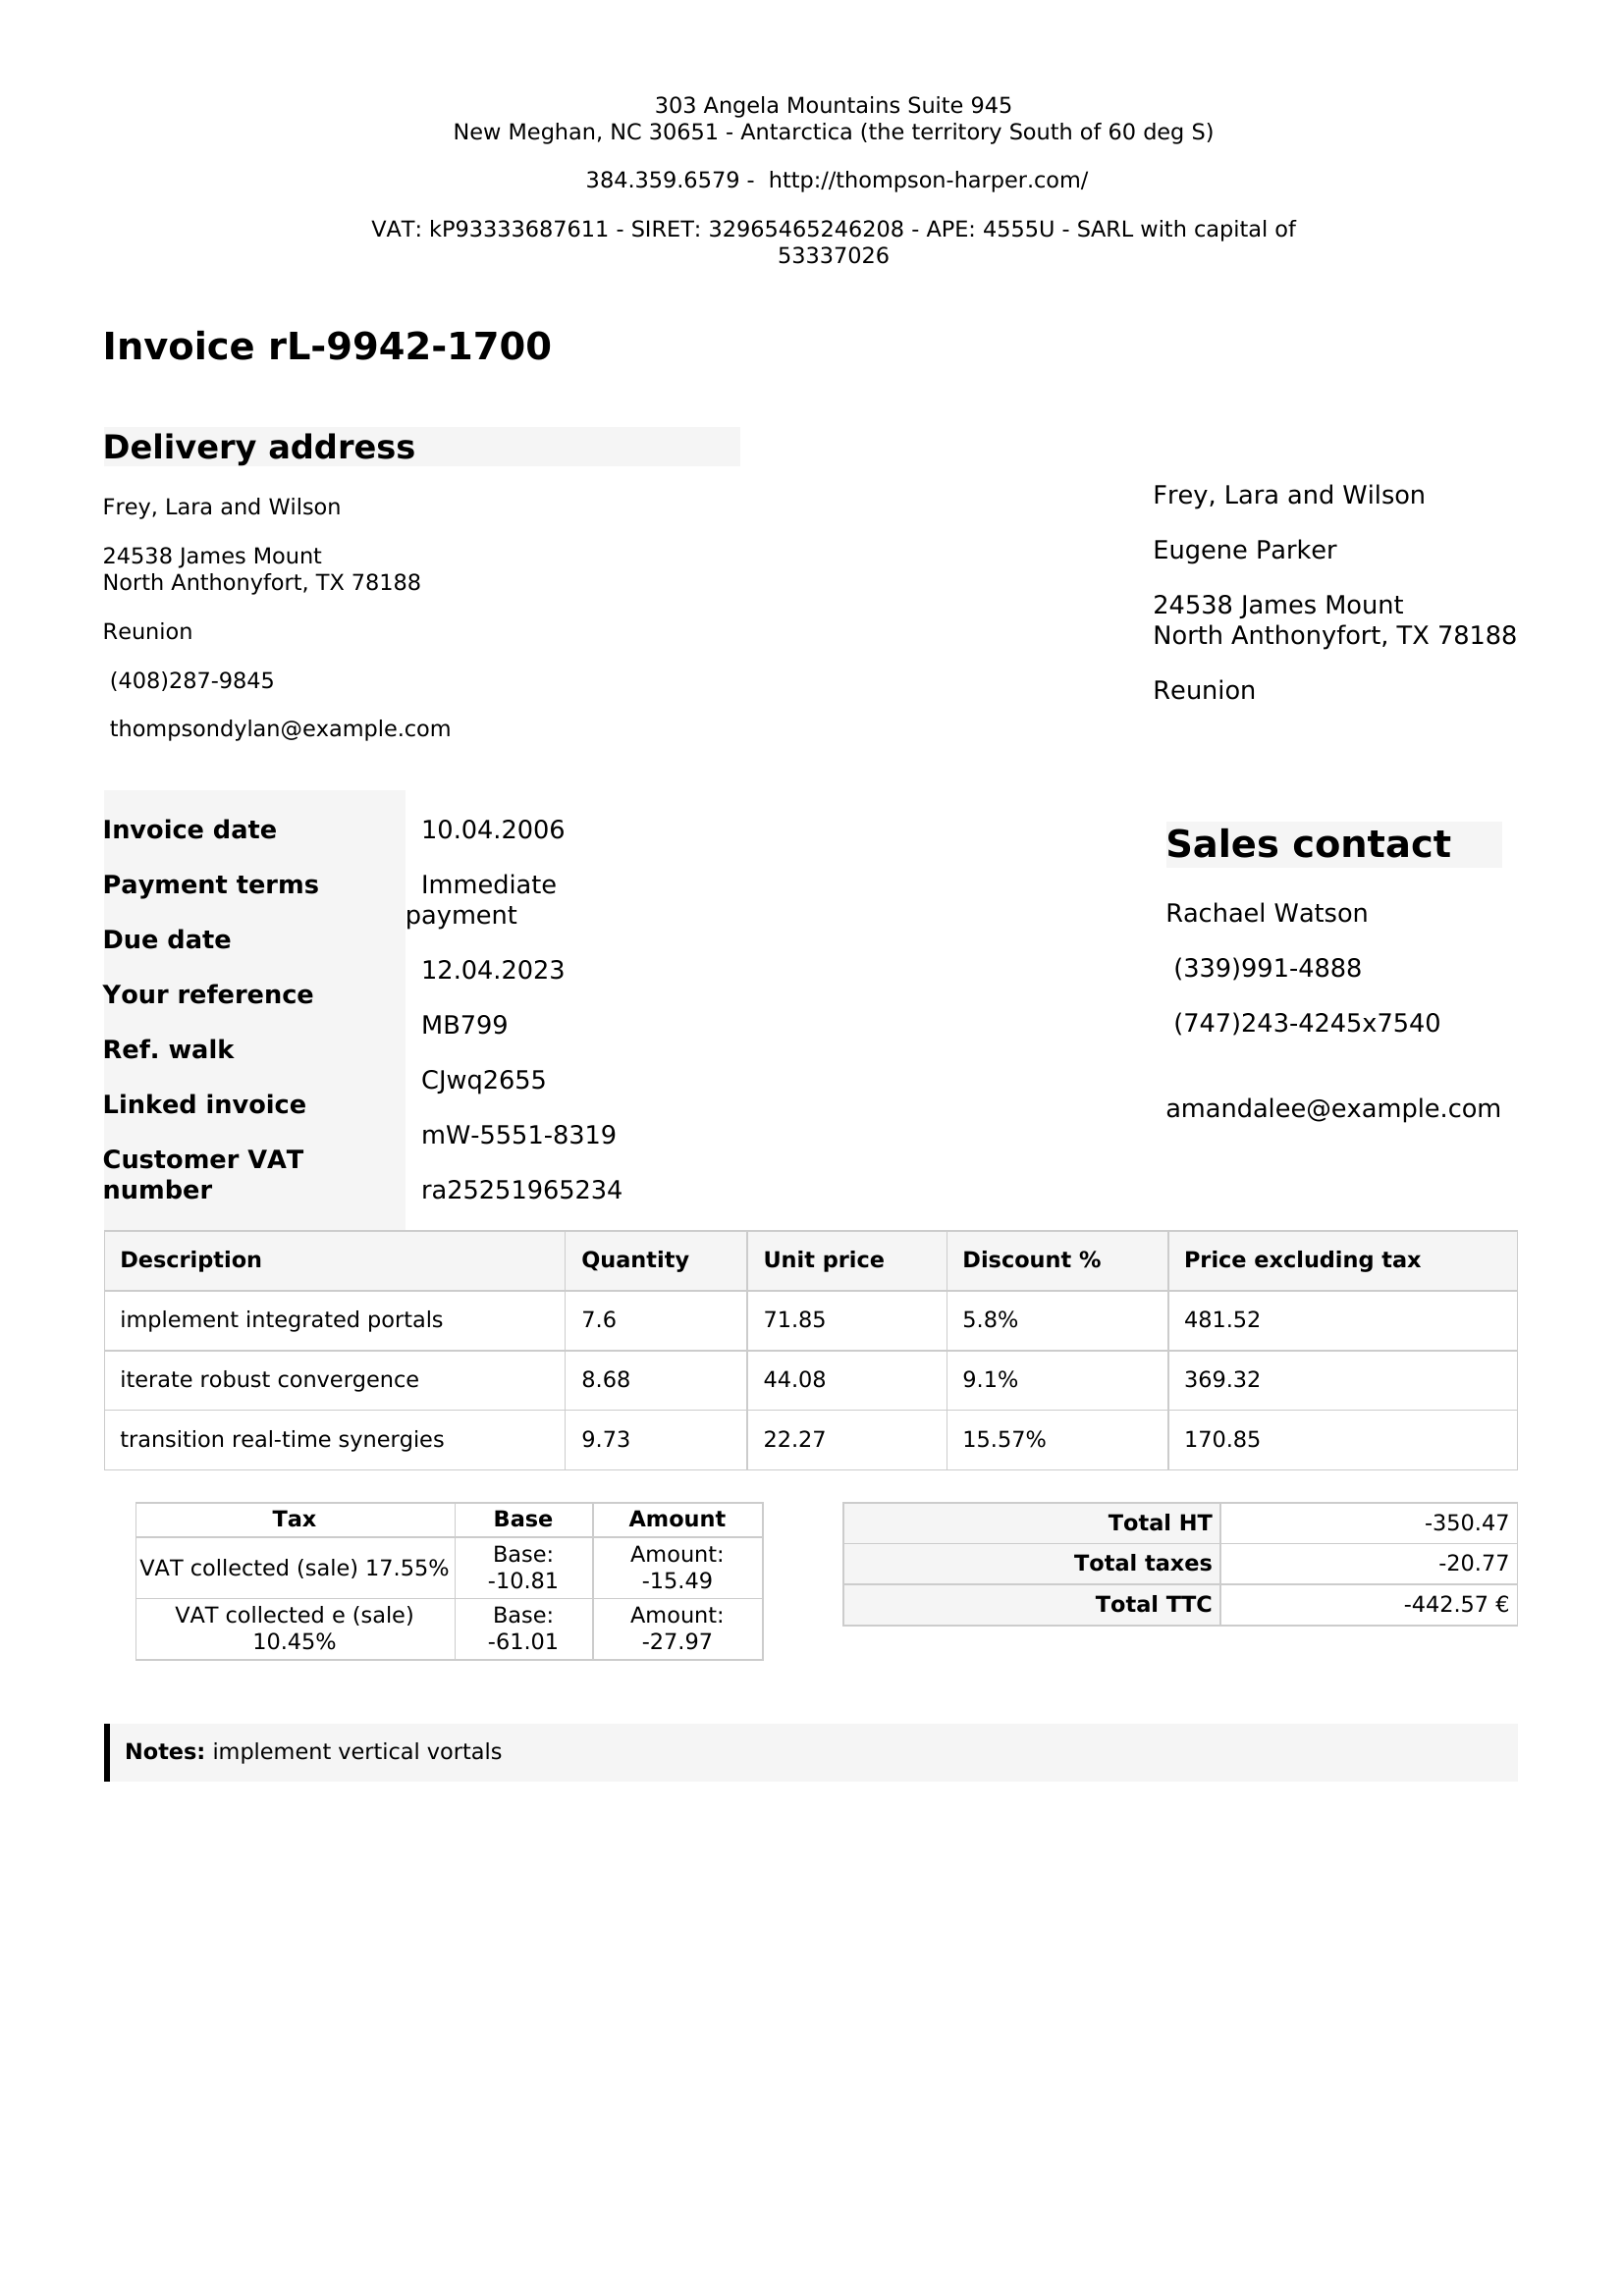 303 Angela Mountains Suite 945
New Meghan, NC 30651 - Antarctica (the territory South of 60 deg S)
384.359.6579 - http://thompson-harper.com/
VAT: kP93333687611 - SIRET: 32965465246208 - APE: 4555U - SARL with capital of
53337026
Invoice rL-9942-1700
Delivery address
Frey, Lara and Wilson
24538 James Mount
North Anthonyfort, TX 78188
Reunion
(408)287-9845
thompsondylan@example.com
Frey, Lara and Wilson
Eugene Parker
24538 James Mount
North Anthonyfort, TX 78188
Reunion
Invoice date
Payment terms
Due date
Your reference
Ref. walk
Linked invoice
Customer VAT
number
10.04.2006
Immediate
payment
12.04.2023
MB799
CJwq2655
mW-5551-8319
ra25251965234
Sales contact
Rachael Watson
(339)991-4888
(747)243-4245x7540
amandalee@example.com
Description Quantity Unit price Discount % Price excluding tax
implement integrated portals 7.6 71.85 5.8% 481.52
iterate robust convergence 8.68 44.08 9.1% 369.32
transition real-time synergies 9.73 22.27 15.57% 170.85
Tax Base Amount
VAT collected (sale) 17.55% Base: -10.81 Amount: -15.49
VAT collected e (sale) 10.45% Base: -61.01 Amount: -27.97
Total HT -350.47
Total taxes -20.77
Total TTC -442.57 €
Notes: implement vertical vortals